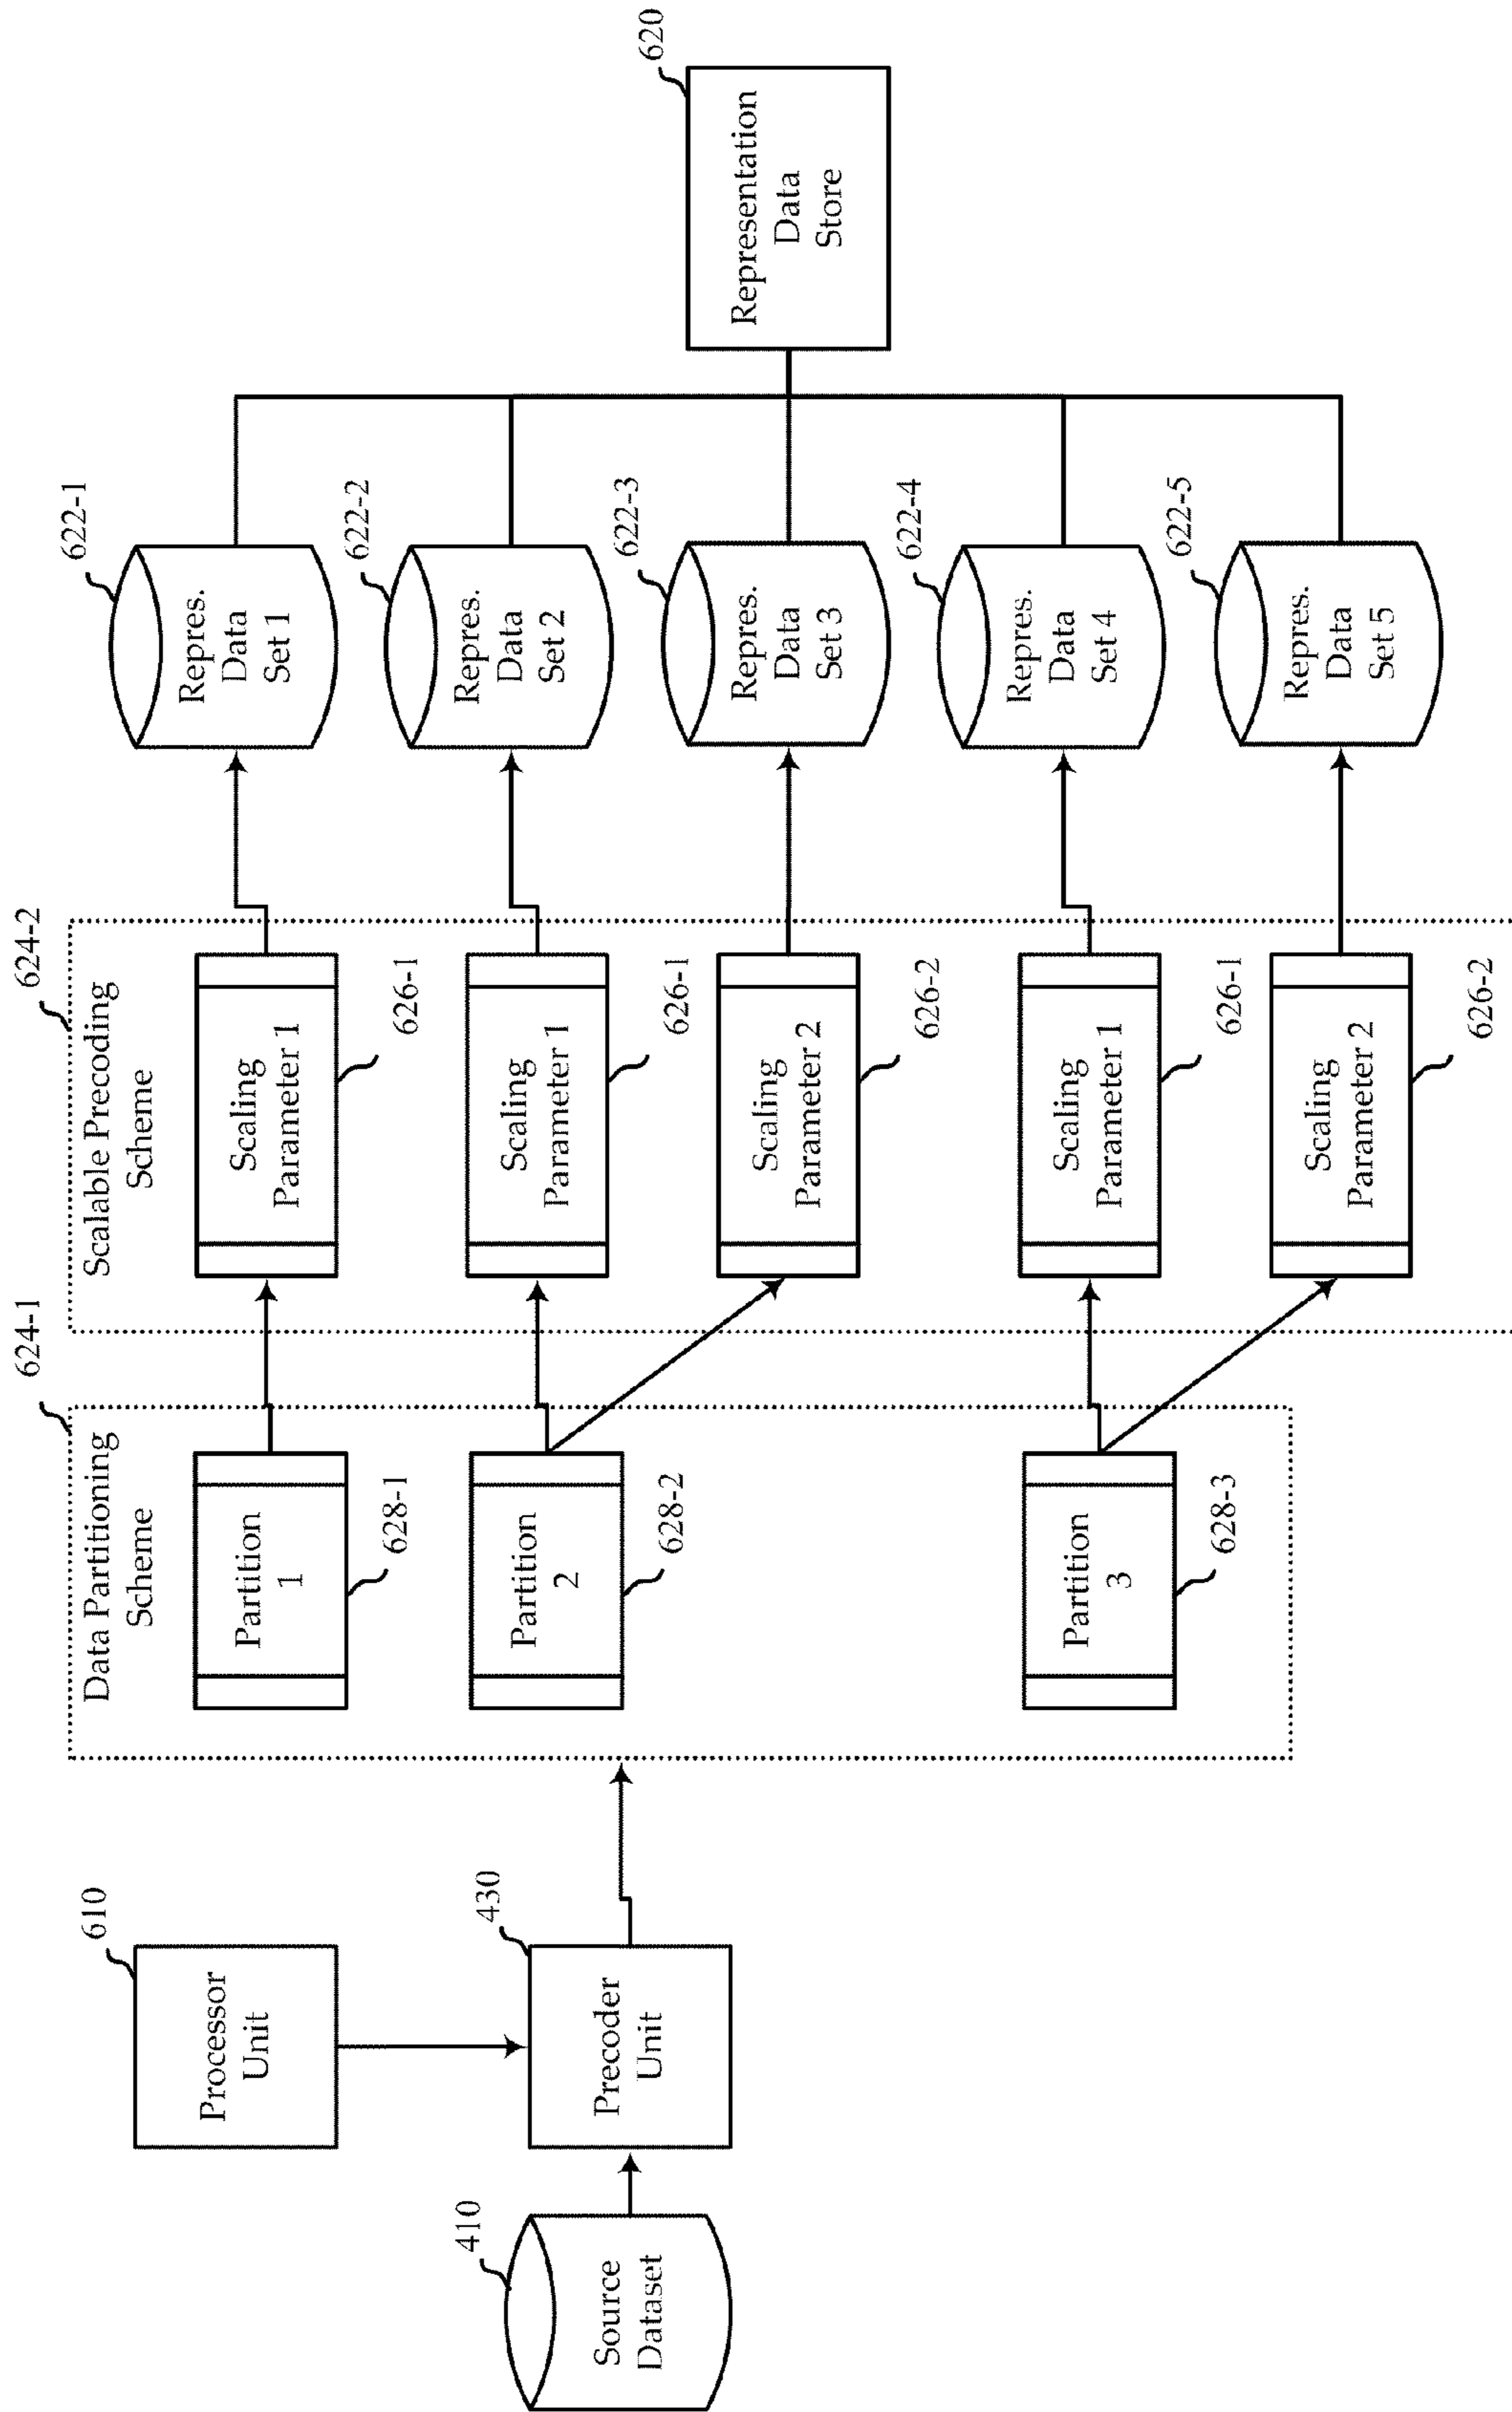 610
Processor
Unit
410
Source
Dataset
430
Precoder
Unit
624-1
Data Partitioning
Scheme
Partition
1
628-1
Partition
2
628-2
Partition
3
628-3
624-2
Scalable Precoding
Scheme
Scaling
Parameter 1
626-1
Scaling
Parameter 1
626-1
Scaling
Parameter 2
626-2
Scaling
Parameter 1
626-1
Scaling
Parameter 2
626-2
622-1
Repres.
Data
Set 1
622-2
Repres.
Data
Set 2
622-3
Repres.
Data
Set 3
622-4
Repres.
Data
Set 4
622-5
Repres.
Data
Set 5
620
Representation
Data
Store